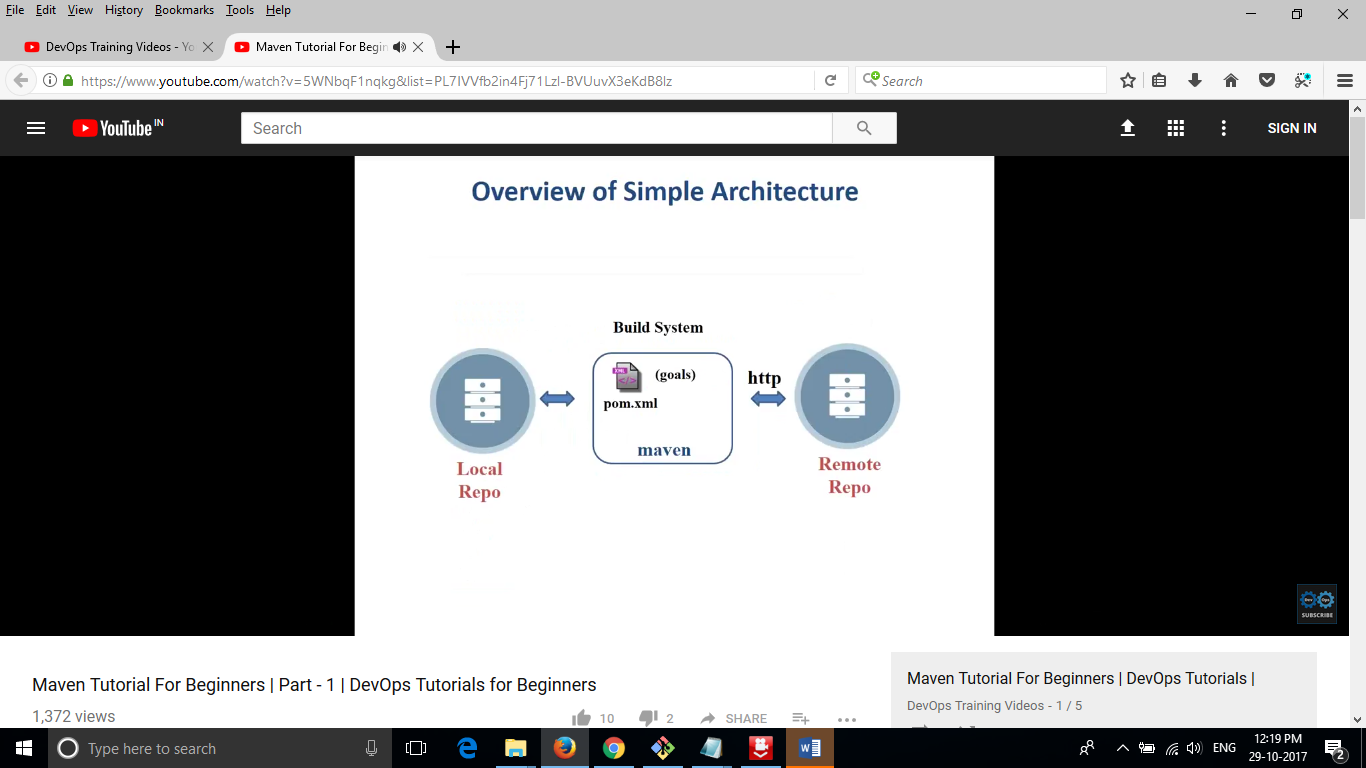 File Edit View History Bookmarks Tools Help
DevOps Training Videos - Yo
Maven Tutorial For Begin
https://www.youtube.com/watch?v=5WNbqF1nqkg&list=PL7IVVfb2in4Fj71Lzl-BVUuvX3eKdB8lz
Search
YouTube IN
Search
SIGN IN
Overview of Simple Architecture
Build System
(goals)
pom.xml
maven
http
Local
Repo
Remote
Repo
Dev Ops
SUBSCRIBE
Maven Tutorial For Beginners | Part - 1 | DevOps Tutorials for Beginners
1,372 views
10
2
SHARE
Maven Tutorial For Beginners | DevOps Tutorials |
DevOps Training Videos - 1 / 5
Type here to search
ENG
12:19 PM
29-10-2017
2